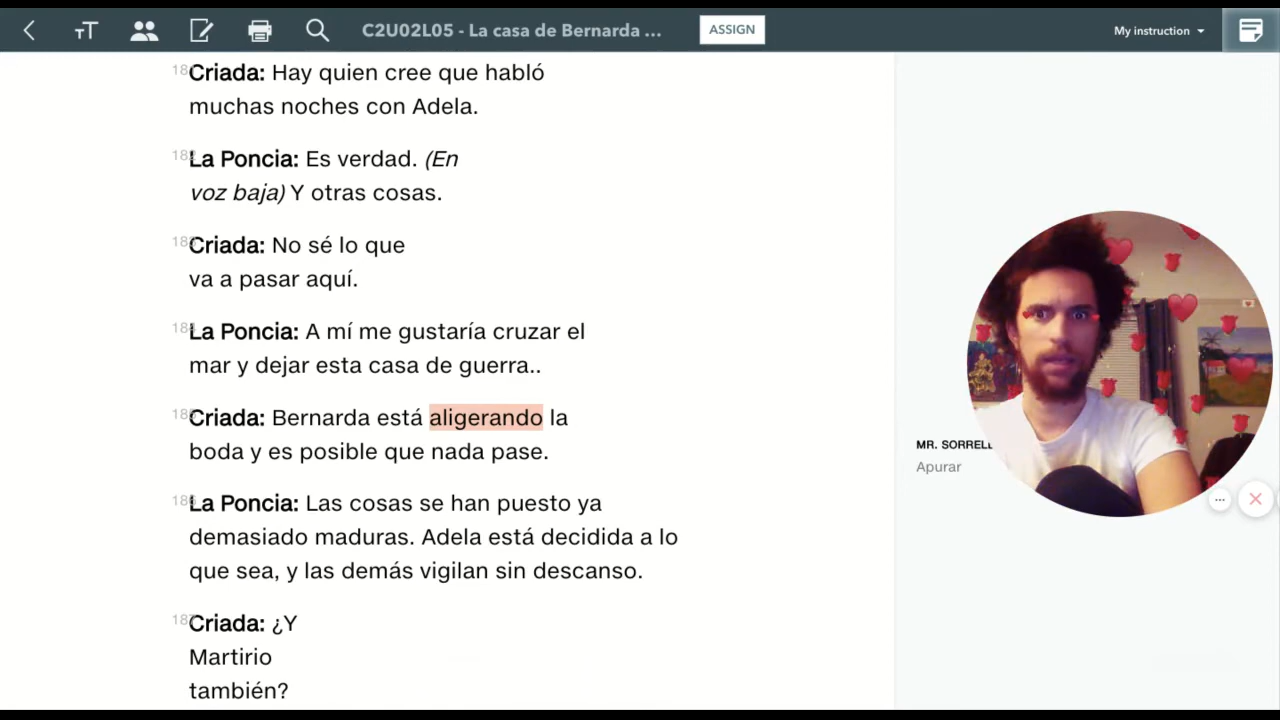 TT
C2U02L05 - La casa de Bernarda ...
ASSIGN
My instruction
Criada: Hay quien cree que habló
muchas noches con Adela.
La Poncia: Es verdad. (En
voz baja) Y otras cosas.
Criada: No sé lo que
va a pasar aquí.
La Poncia: A mí me gustaría cruzar el
mar y dejar esta casa de guerra..
Criada: Bernarda está aligerando la
boda y es posible que nada pase.
MR. SORRELL
Apurar
La Poncia: Las cosas se han puesto ya
demasiado maduras. Adela está decidida a lo
que sea, y las demás vigilan sin descanso.
Criada: ¿Y
Martirio
también?